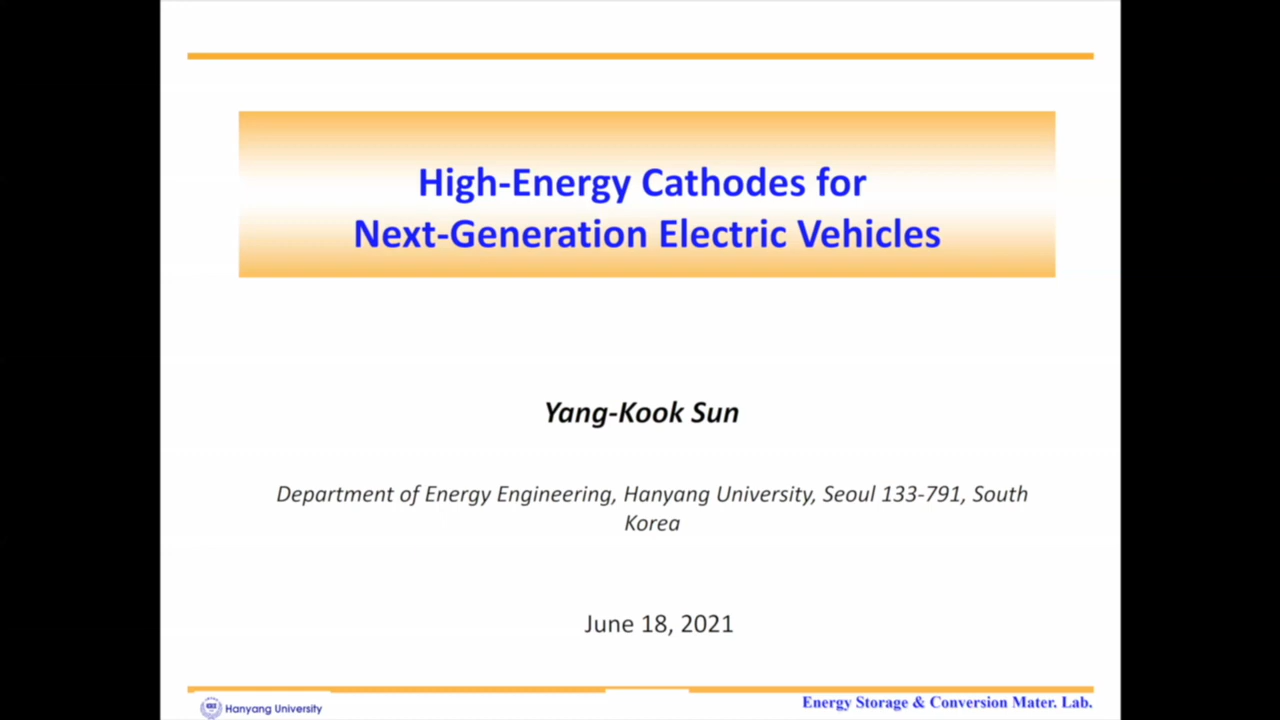 High-Energy Cathodes for
Next-Generation Electric Vehicles
Yang-Kook Sun
Department of Energy Engineering, Hanyang University, Seoul 133-791, South
Korea
June 18, 2021
Hanyang University
Energy Storage & Conversion Mater. Lab.